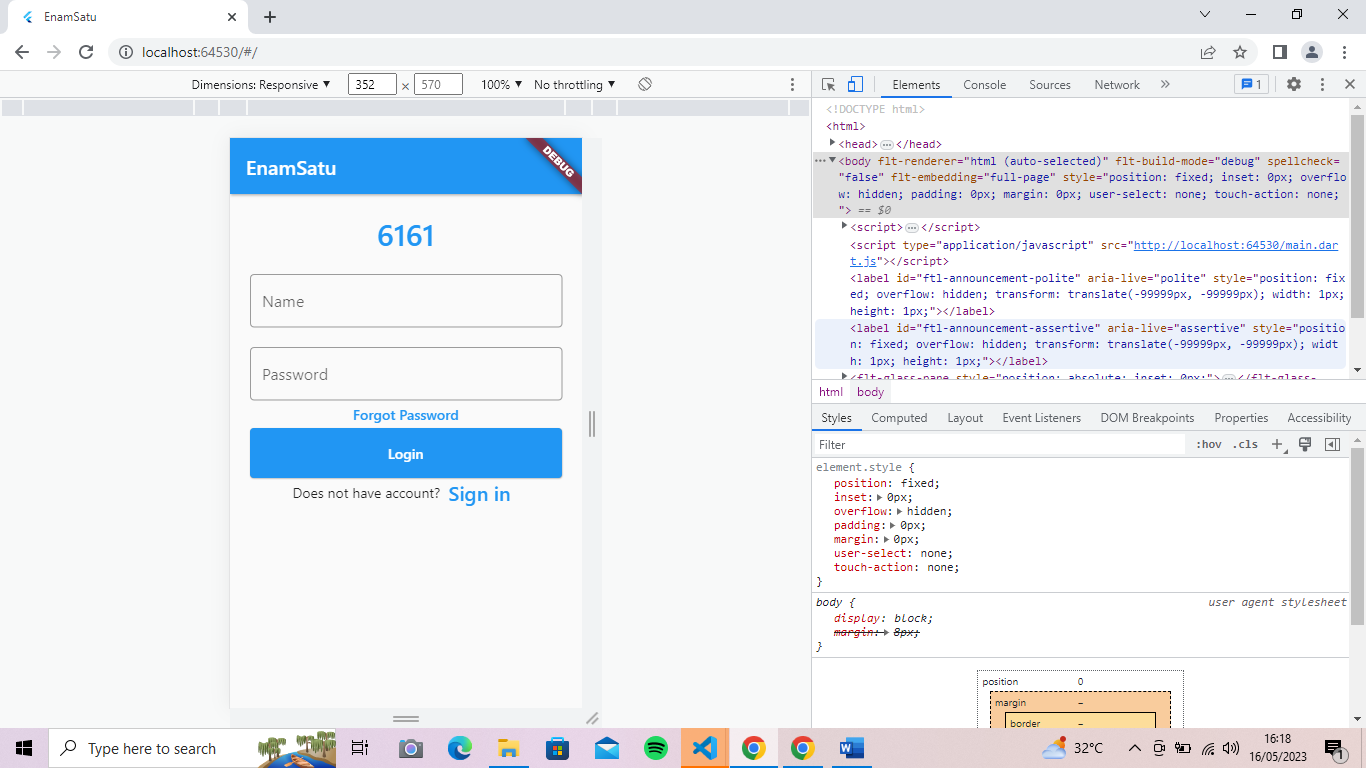 EnamSatu
localhost:64530/#/
Dimensions: Responsive
352
×
570
100%
No throttling
EnamSatu
DEBUG
6161
Name
Password
Forgot Password
Login
Does not have account? Sign in
Elements
Console
Sources
Network
1
<!DOCTYPE html>
<html>
<head>…</head>
<body flt-renderer="html (auto-selected)" flt-build-mode="debug" spellcheck=
"false" flt-embedding="full-page" style="position: fixed; inset: 0px; overflo
w: hidden; padding: 0px; margin: 0px; user-select: none; touch-action: none;
"> == $0
<script>…</script>
<script type="application/javascript" src="http://localhost:64530/main.dar
t.js"></script>
<label id="ftl-announcement-polite" aria-live="polite" style="position: fix
ed; overflow: hidden; transform: translate(-99999px, -99999px); width: 1px;
height: 1px;"></label>
<label id="ftl-announcement-assertive" aria-live="assertive" style="positio
n: fixed; overflow: hidden; transform: translate(-99999px, -99999px); widt
h: 1px; height: 1px;"></label>
<flt-glass-pane style="position: absolute; inset: 0px;">…</flt-glass-
html
body
Styles
Computed
Layout
Event Listeners
DOM Breakpoints
Properties
Accessibility
Filter
:hov
.cls
element.style {
position: fixed;
inset: 0px;
overflow: hidden;
padding: 0px;
margin: 0px;
user-select: none;
touch-action: none;
}
body {
user agent stylesheet
display: block;
margin: 8px;
}
position
0
margin
–
border
–
Type here to search
32°C
16:18
16/05/2023
1